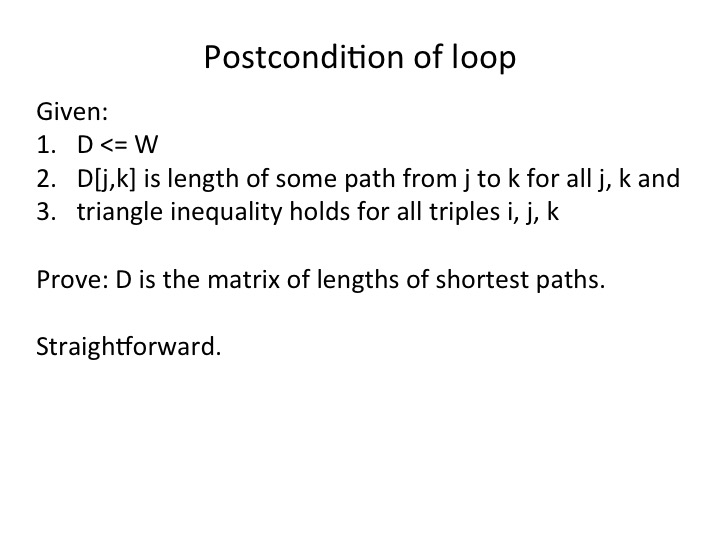 Postcondition of loop
Given:
1. D <= W
2. D[j,k] is length of some path from j to k for all j, k and
3. triangle inequality holds for all triples i, j, k
Prove: D is the matrix of lengths of shortest paths.
Straightforward.